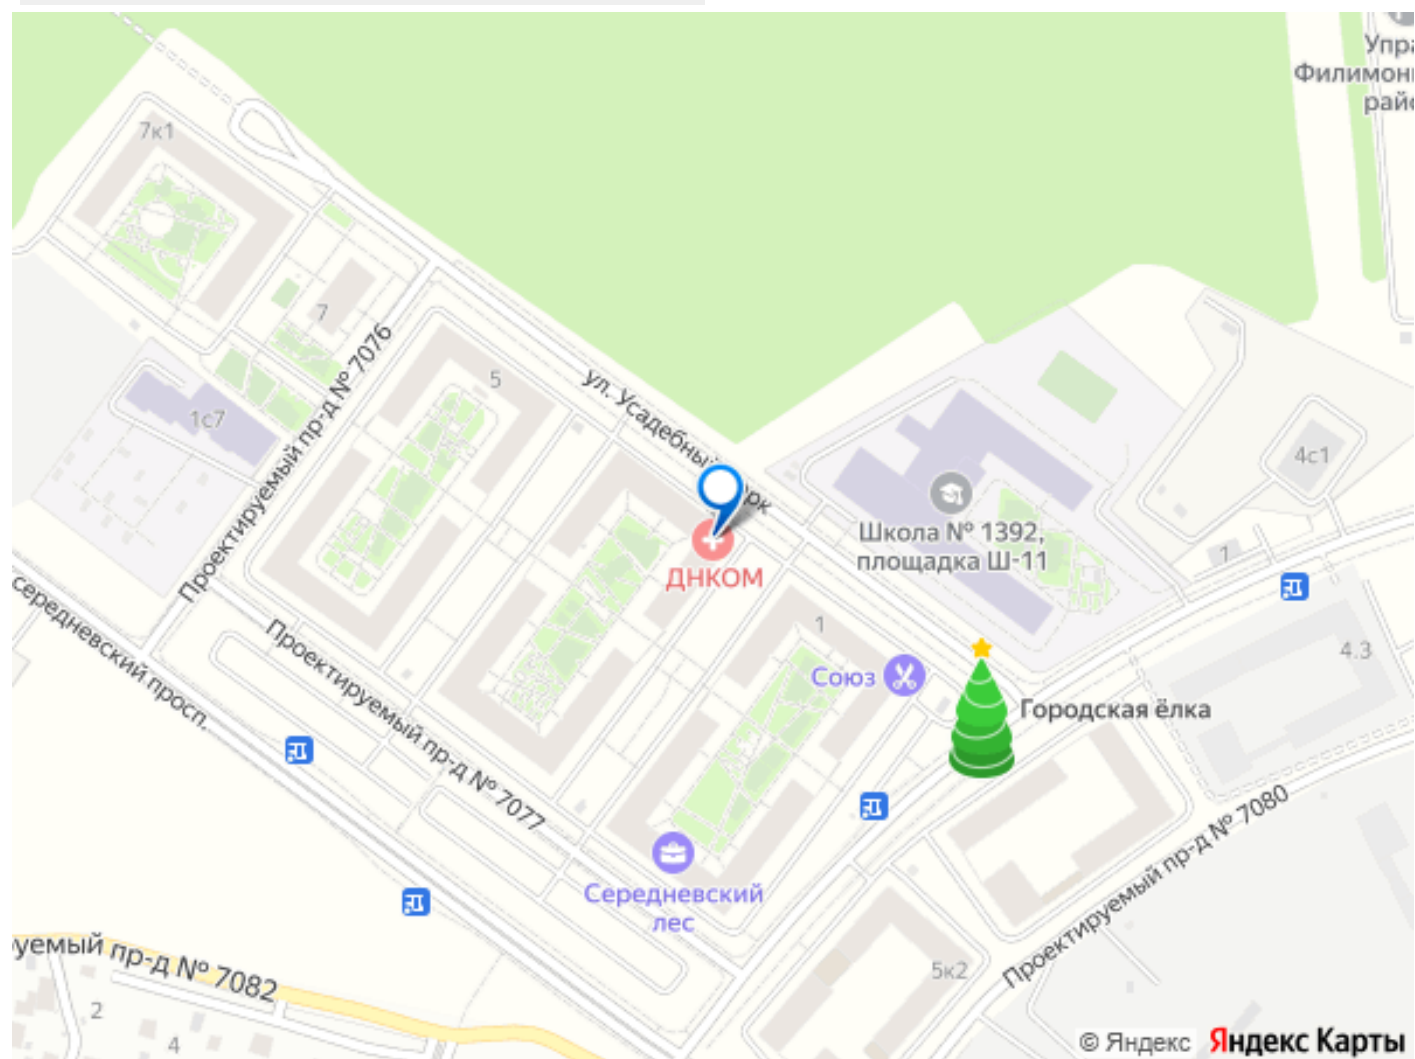 Упра
Филимон
райо
7к1
7
Проектируемый пр-д № 7076
1с7
5
ул. Усадебный парк
4с1
Школа № 1392,
площадка Ш-11
ДНКОМ
1
1
4.3
Союз
Городская ёлка
середневский просп.
Проектируемый пр-д № 7077
Середневский
лес
Проектируемый пр-д № 7080
5к2
уемый пр-д № 7082
2
4
© Яндекс Яндекс Карты